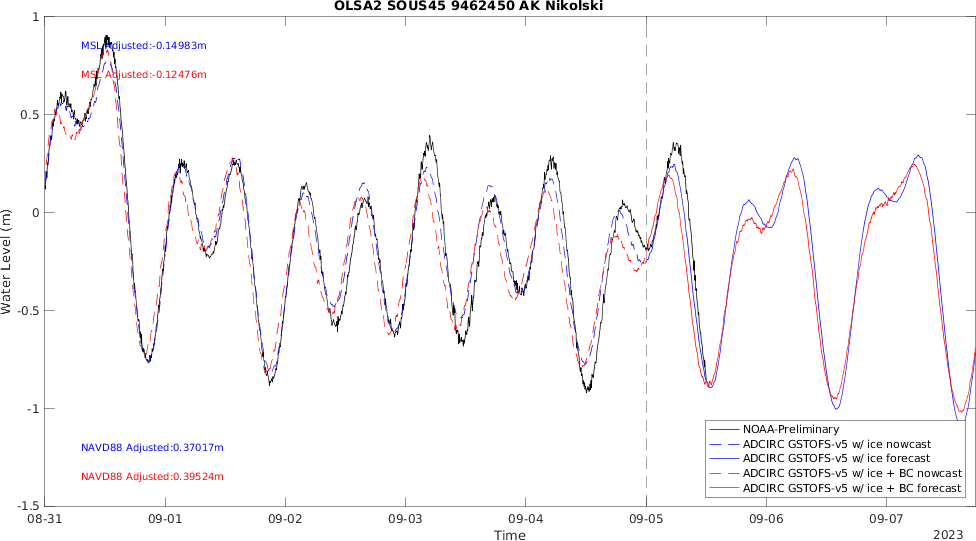 OLSA2 SOUS45 9462450 AK Nikolski
MSL Adjusted:-0.14983m
MSL Adjusted:-0.12476m
1
0.5
0
-0.5
-1
-1.5
Water Level (m)
NAVD88 Adjusted:0.37017m
NAVD88 Adjusted:0.39524m
NOAA-Preliminary
ADCIRC GSTOFS-v5 w/ ice nowcast
ADCIRC GSTOFS-v5 w/ ice forecast
ADCIRC GSTOFS-v5 w/ ice + BC nowcast
ADCIRC GSTOFS-v5 w/ ice + BC forecast
08-31 09-01 09-02 09-03 09-04 09-05 09-06 09-07
Time
2023